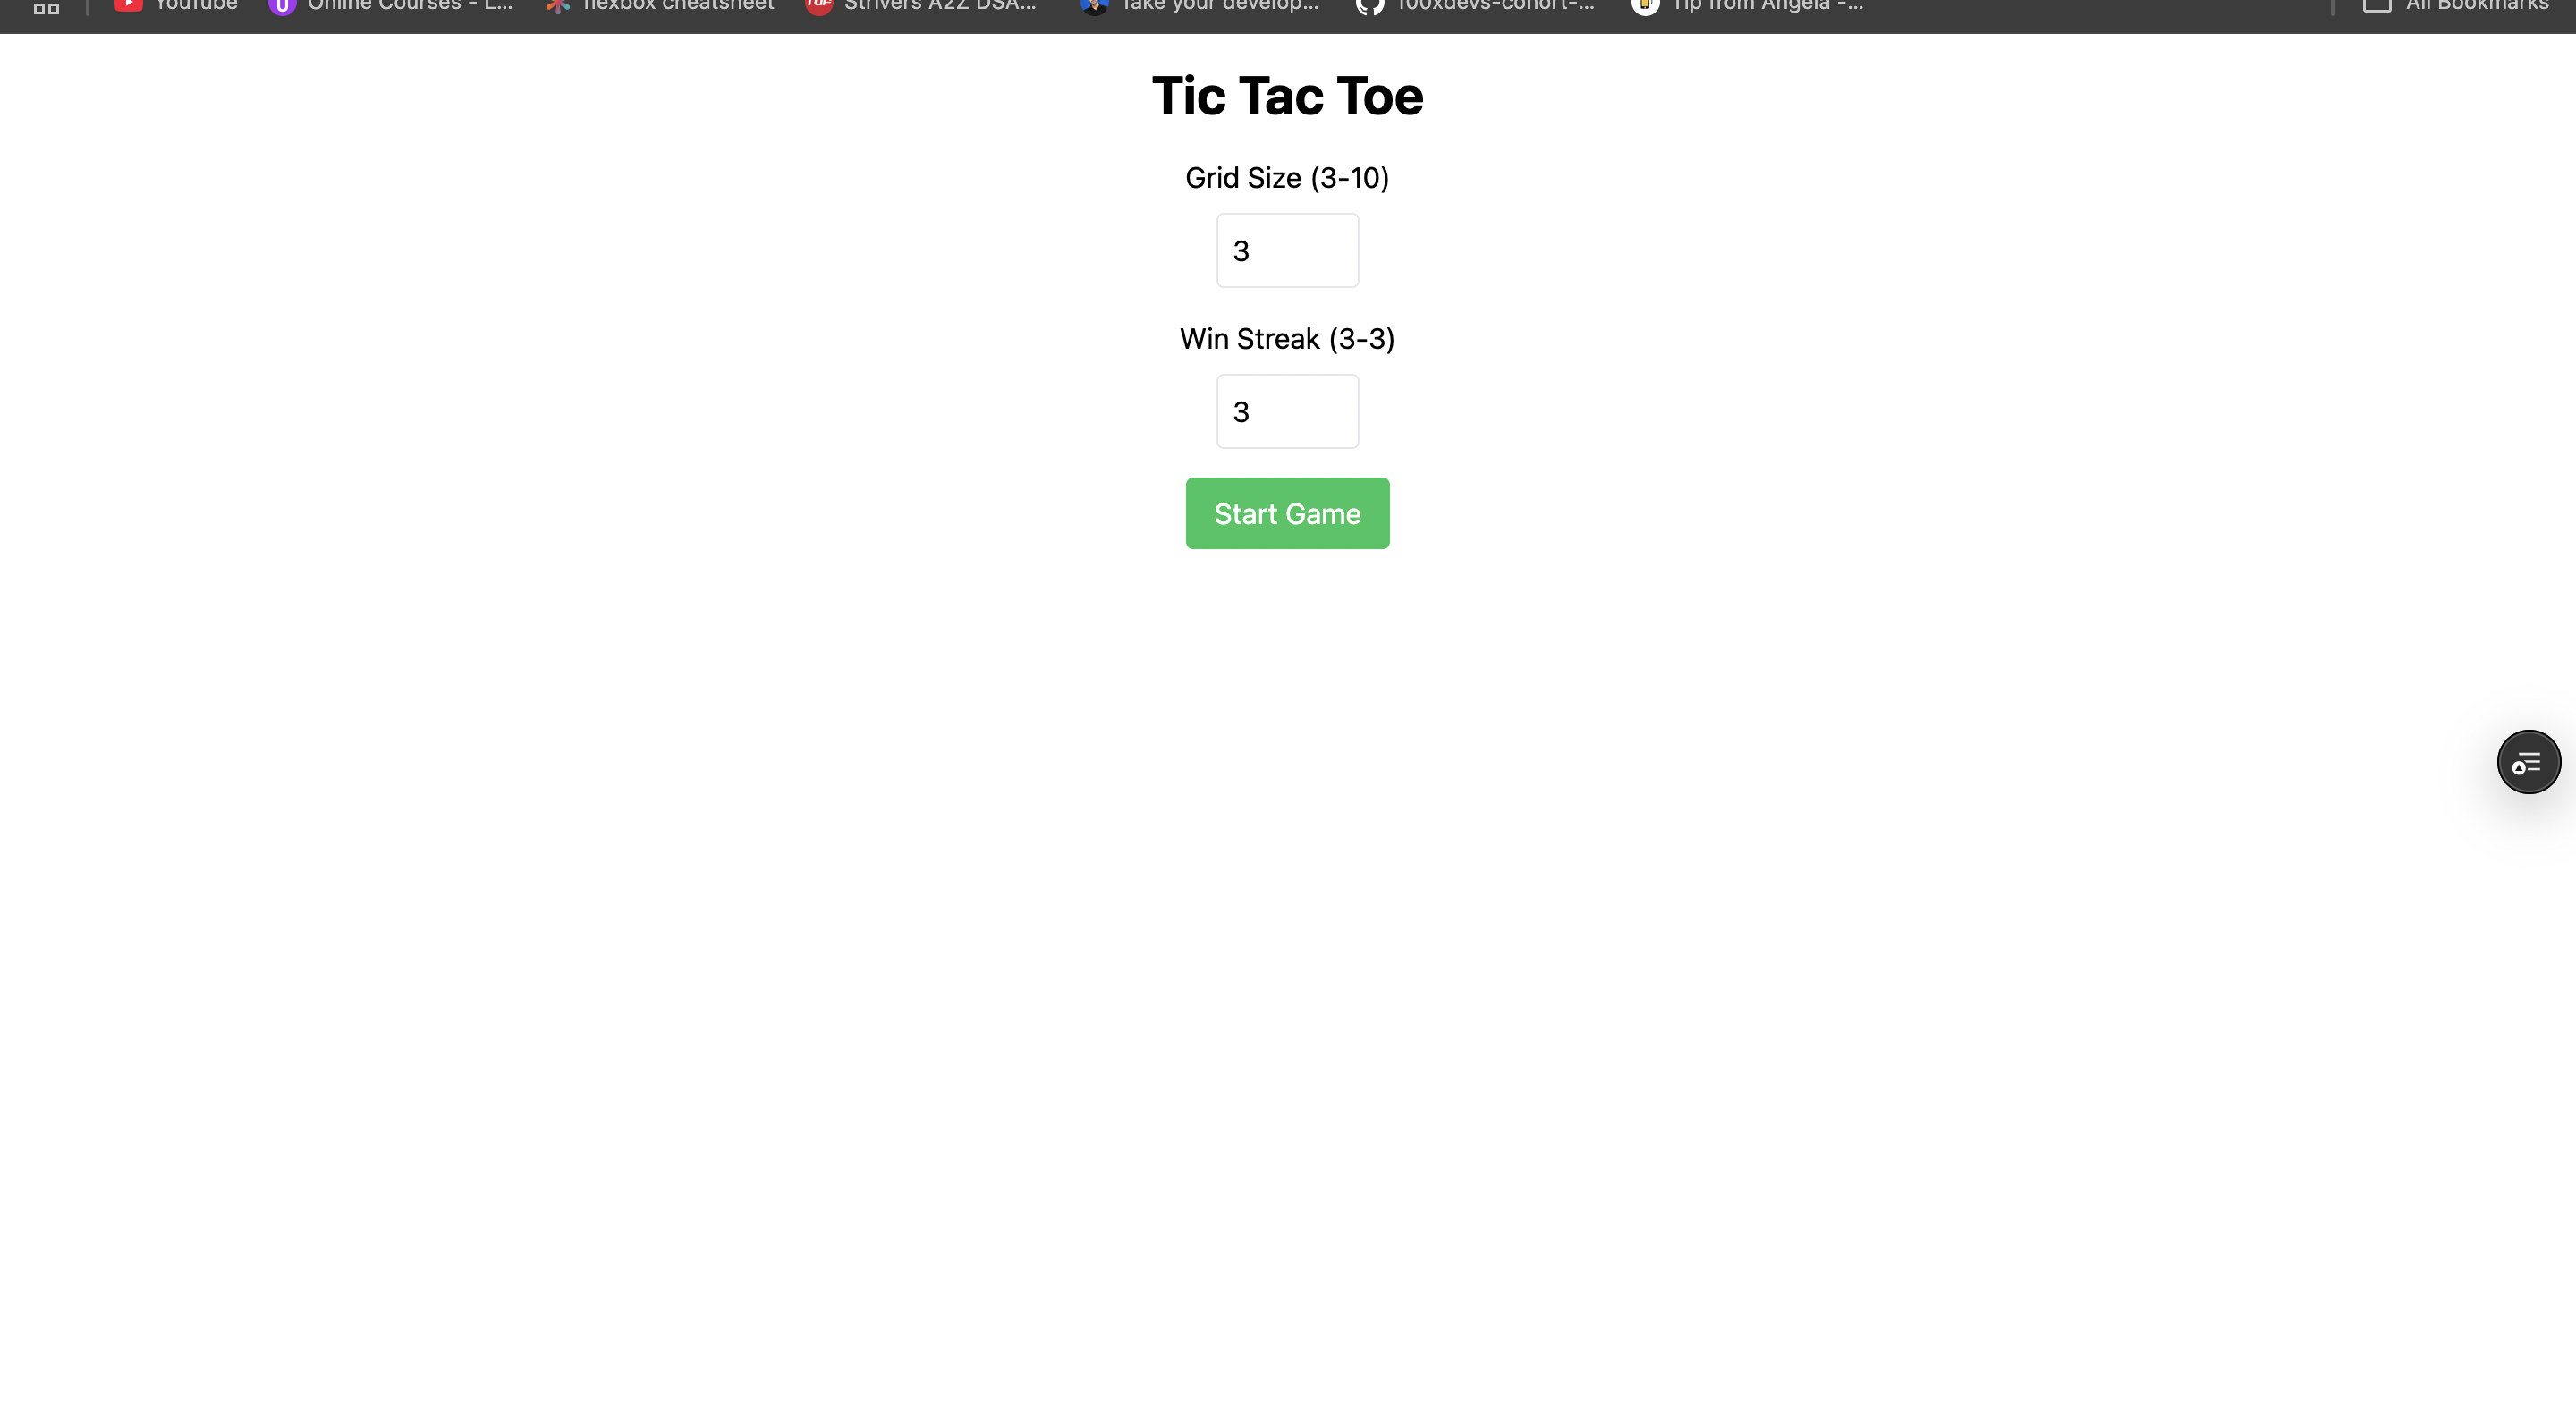 YouTube Online Courses - L... flexbox cheatsheet Strivers A2Z DSA... Take your develop... 100xdevs-cohort-... Tip from Angela -... All Bookmarks
Tic Tac Toe
Grid Size (3-10)
3
Win Streak (3-3)
3
Start Game